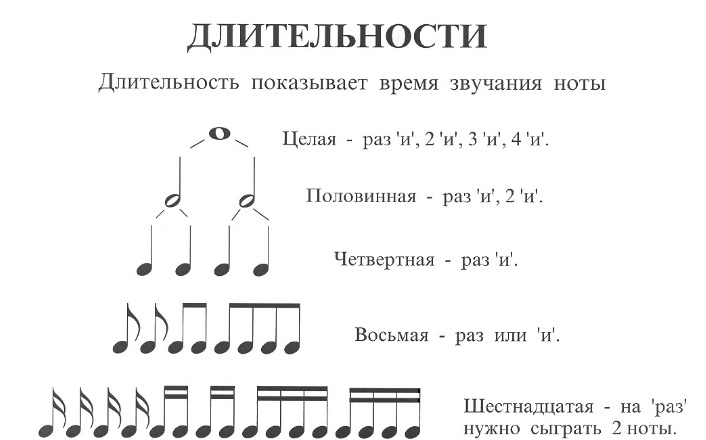 ДЛИТЕЛЬНОСТИ
Длительность показывает время звучания ноты
Целая - раз 'и', 2 'и', 3 'и', 4 'и'.
Половинная - раз 'и', 2 'и'.
Четвертная - раз 'и'.
Восьмая - раз или 'и'.
Шестнадцатая - на 'раз'
нужно сыграть 2 ноты.